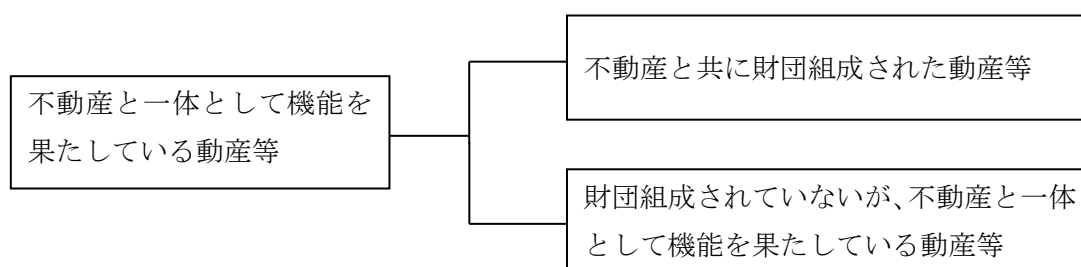 不動産と一体として機能を
果たしている動産等
不動産と共に財団組成された動産等
財団組成されていないが、不動産と一体
として機能を果たしている動産等